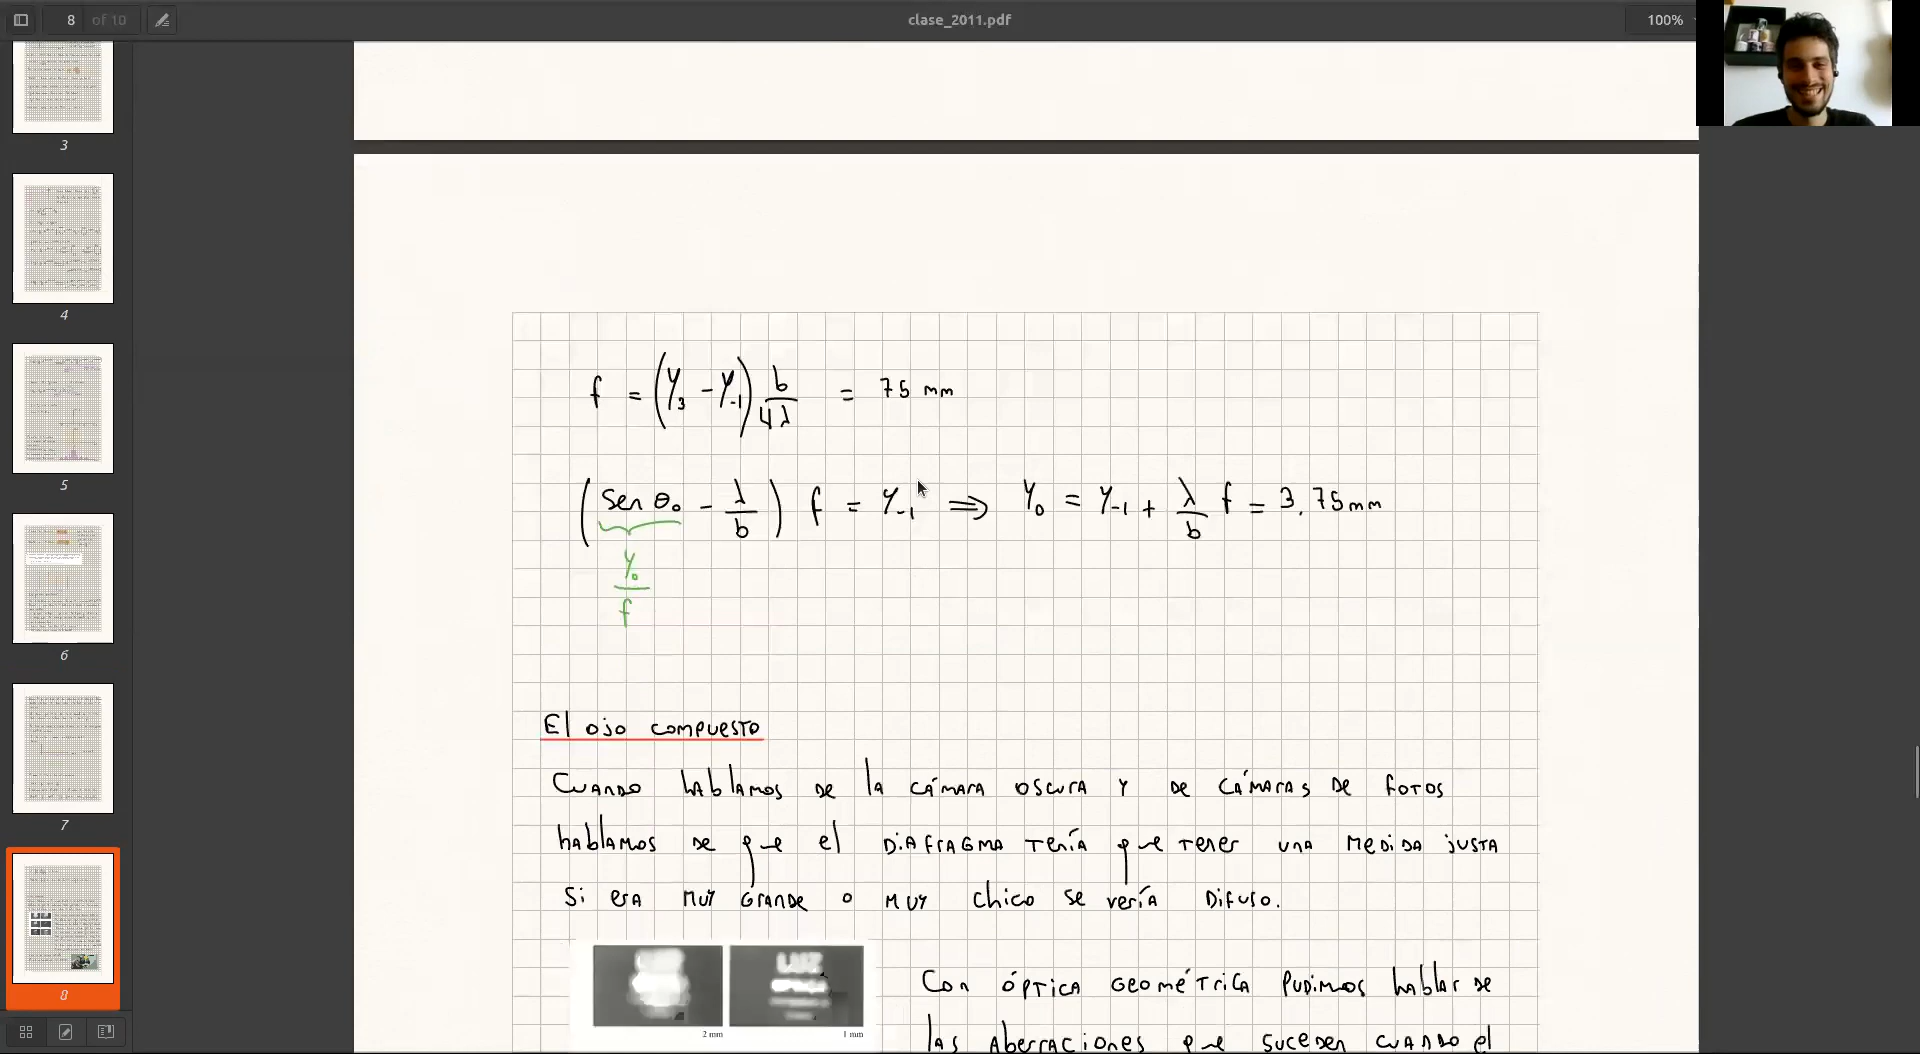 8 of 10
clase_2011.pdf
100%
3
4
5
6
7
8
f = (Y₃ - Y₋₁) b/4λ = 75 mm
(sen θ₀ - λ/b) f = Y₋₁ ⇒ Y₀ = Y₋₁ + λ/b f = 3.75 mm
Y₀/f
El ojo compuesto
Cuando hablamos de la cámara oscura y de cámaras de fotos
hablamos de que el diafragma tenía que tener una medida justa
Si era muy grande o muy chico se vería difuso.
LUZ
2 mm
1 mm
Con óptica geométrica pudimos hablar de
las aberraciones que suceden cuando el